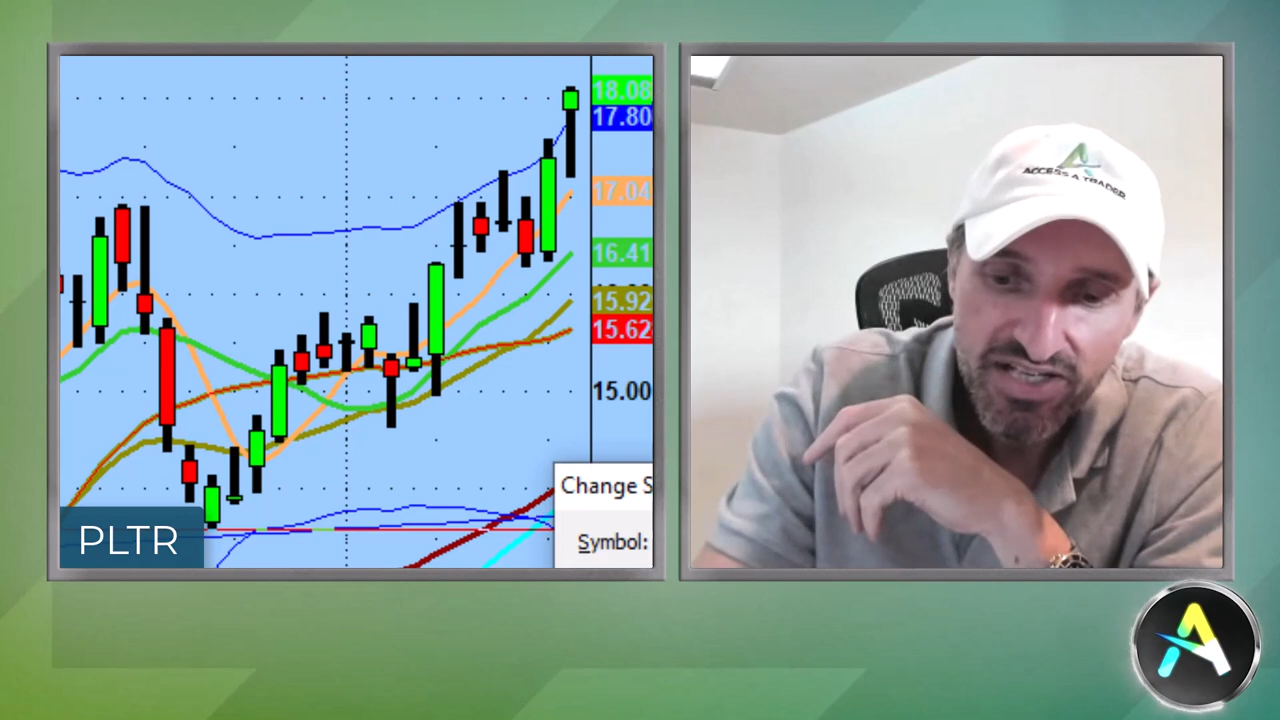 18.08
17.80
17.04
16.41
15.92
15.62
15.00
Change S
Symbol:
PLTR
ACCESS A TRADER